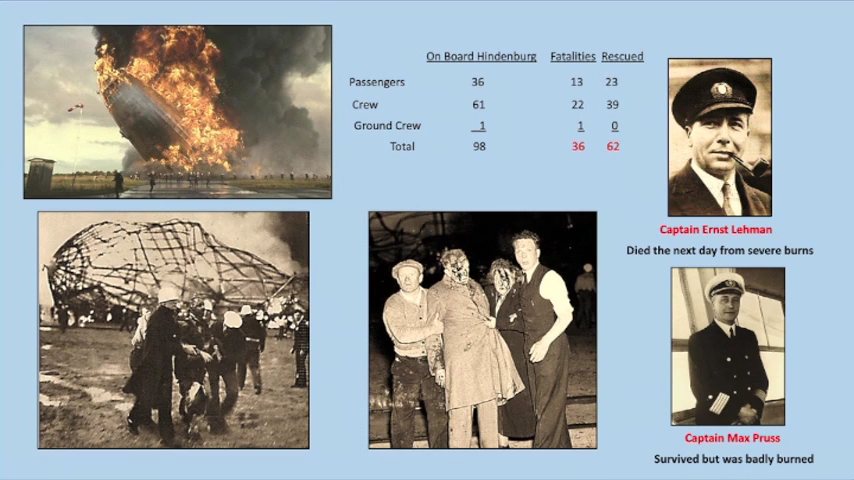 On Board Hindenburg Fatalities Rescued
Passengers 36 13 23
Crew 61 22 39
Ground Crew 1 1 0
Total 98 36 62
Captain Ernst Lehman
Died the next day from severe burns
Captain Max Pruss
Survived but was badly burned